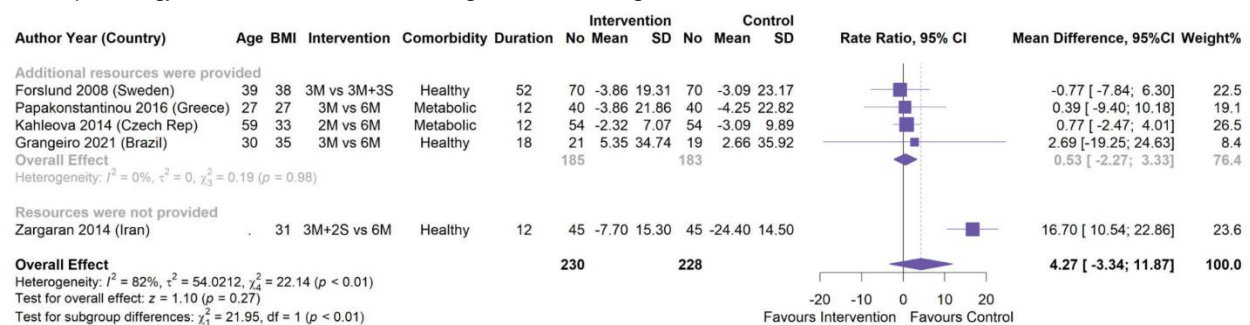 Intervention Control
Author Year (Country) Age BMI Intervention Comorbidity Duration No Mean SD No Mean SD Rate Ratio, 95% CI Mean Difference, 95%CI Weight%
Additional resources were provided
Forslund 2008 (Sweden) 39 38 3M vs 3M+3S Healthy 52 70 -3.86 19.31 70 -3.09 23.17 -0.77 [ -7.84; 6.30] 22.5
Papakonstantinou 2016 (Greece) 27 27 3M vs 6M Metabolic 12 40 -3.86 21.86 40 -4.25 22.82 0.39 [ -9.40; 10.18] 19.1
Kahleova 2014 (Czech Rep) 59 33 2M vs 6M Metabolic 12 54 -2.32 7.07 54 -3.09 9.89 0.77 [ -2.47; 4.01] 26.5
Grangeiro 2021 (Brazil) 30 35 3M vs 6M Healthy 18 21 5.35 34.74 19 2.66 35.92 2.69 [-19.25; 24.63] 8.4
Overall Effect 185 183 0.53 [ -2.27; 3.33] 76.4
Heterogeneity: I² = 0%, τ² = 0, χ²₃ = 0.19 (p = 0.98)
Resources were not provided
Zargaran 2014 (Iran) . 31 3M+2S vs 6M Healthy 12 45 -7.70 15.30 45 -24.40 14.50 16.70 [ 10.54; 22.86] 23.6
Overall Effect 230 228 4.27 [ -3.34; 11.87] 100.0
Heterogeneity: I² = 82%, τ² = 54.0212, χ²₄ = 22.14 (p < 0.01)
Test for overall effect: z = 1.10 (p = 0.27)
Test for subgroup differences: χ²₁ = 21.95, df = 1 (p < 0.01)
-20 -10 0 10 20
Favours Intervention Favours Control